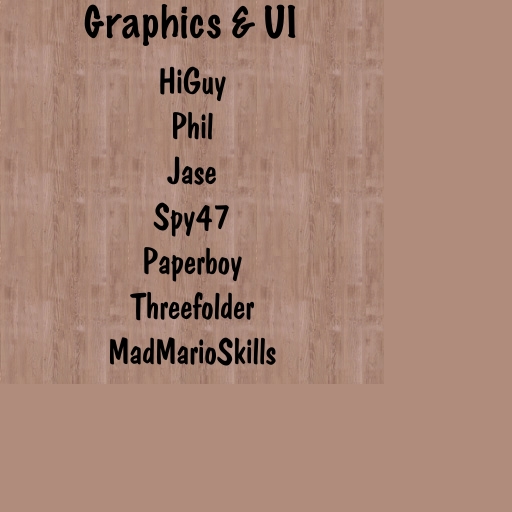 Graphics & UI
HiGuy
Phil
Jase
Spy47
Paperboy
Threefolder
MadMarioSkills